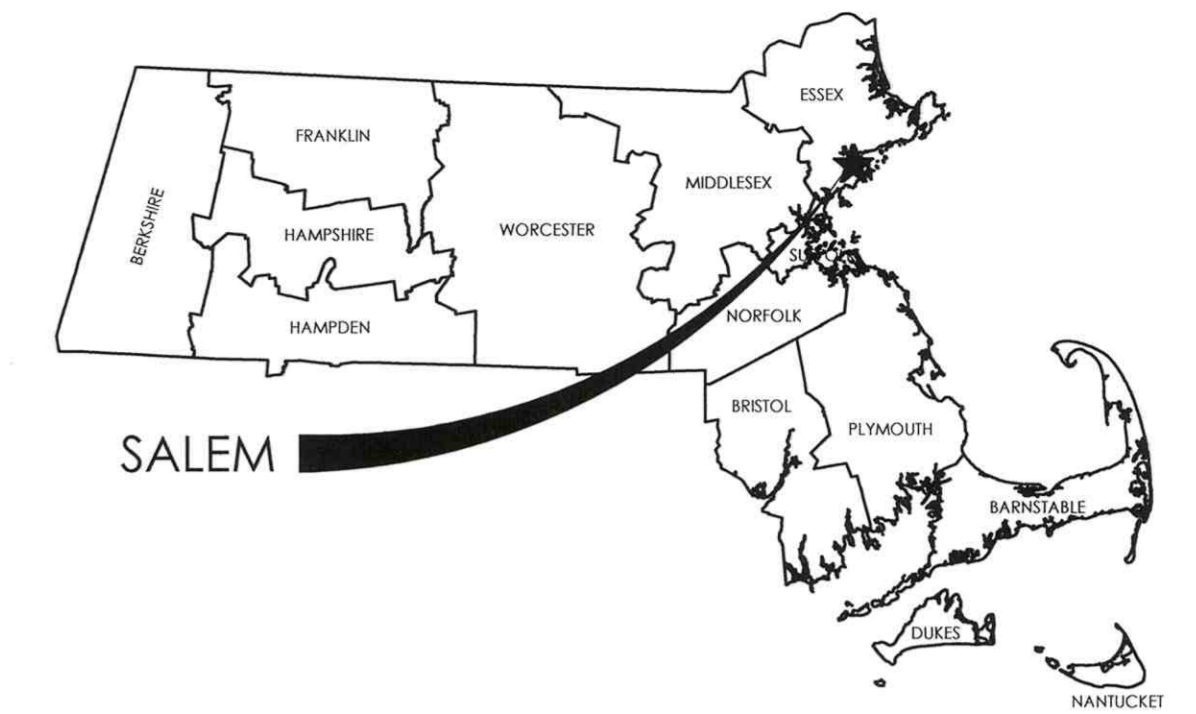 ESSEX
FRANKLIN
MIDDLESEX
BERKSHIRE
HAMPSHIRE
WORCESTER
NORFOLK
HAMPDEN
BRISTOL
PLYMOUTH
SALEM
BARNSTABLE
DUKES
NANTUCKET